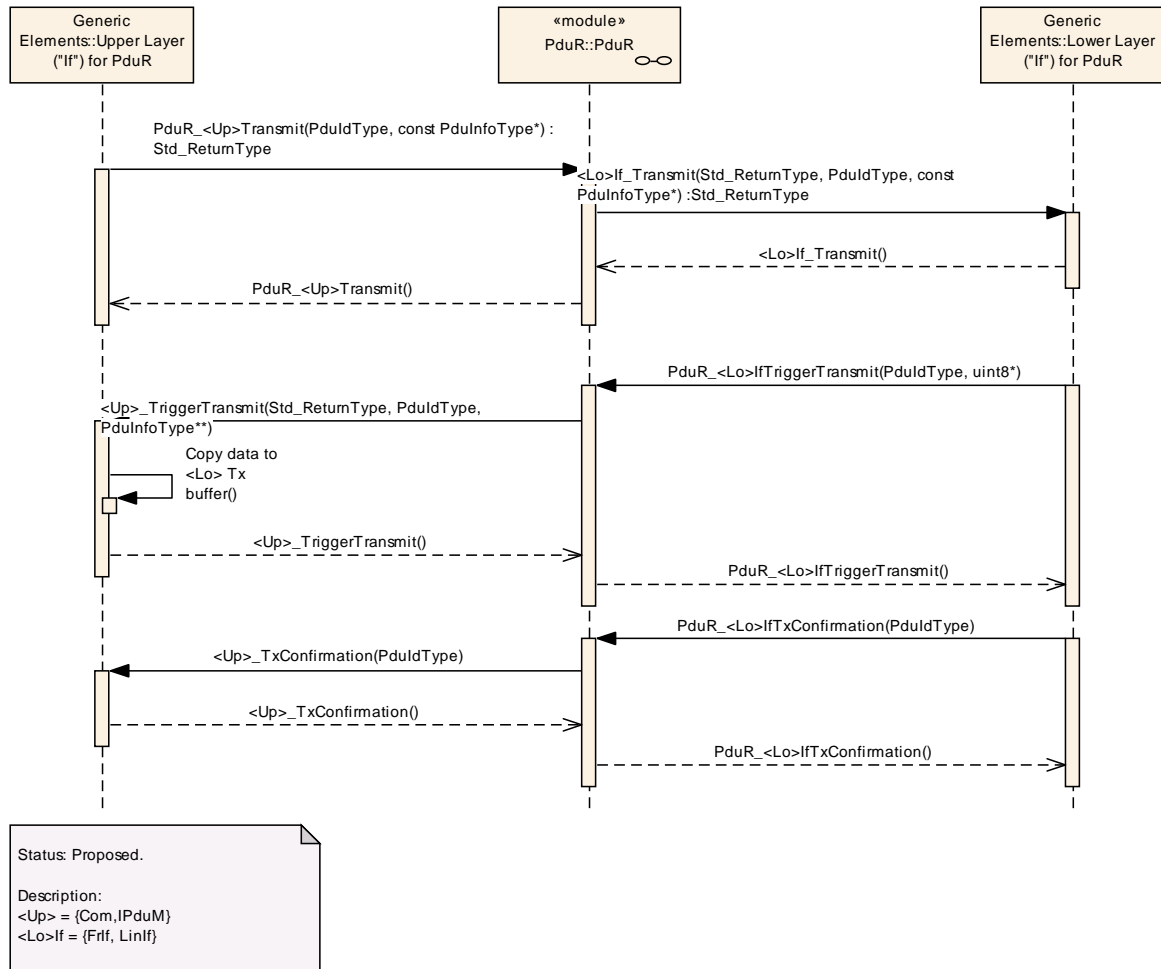 Generic
Elements::Upper Layer
("If") for PduR
«module»
PduR::PduR
Generic
Elements::Lower Layer
("If") for PduR
PduR_<Up>Transmit(PduIdType, const PduInfoType*) :
Std_ReturnType
<Lo>If_Transmit(Std_ReturnType, PduIdType, const
PduInfoType*) :Std_ReturnType
<Lo>If_Transmit()
PduR_<Up>Transmit()
PduR_<Lo>IfTriggerTransmit(PduIdType, uint8*)
<Up>_TriggerTransmit(Std_ReturnType, PduIdType,
PduInfoType**)
Copy data to
<Lo> Tx
buffer()
<Up>_TriggerTransmit()
PduR_<Lo>IfTriggerTransmit()
PduR_<Lo>IfTxConfirmation(PduIdType)
<Up>_TxConfirmation(PduIdType)
<Up>_TxConfirmation()
PduR_<Lo>IfTxConfirmation()
Status: Proposed.
Description:
<Up> = {Com,IPduM}
<Lo>If = {FrIf, LinIf}